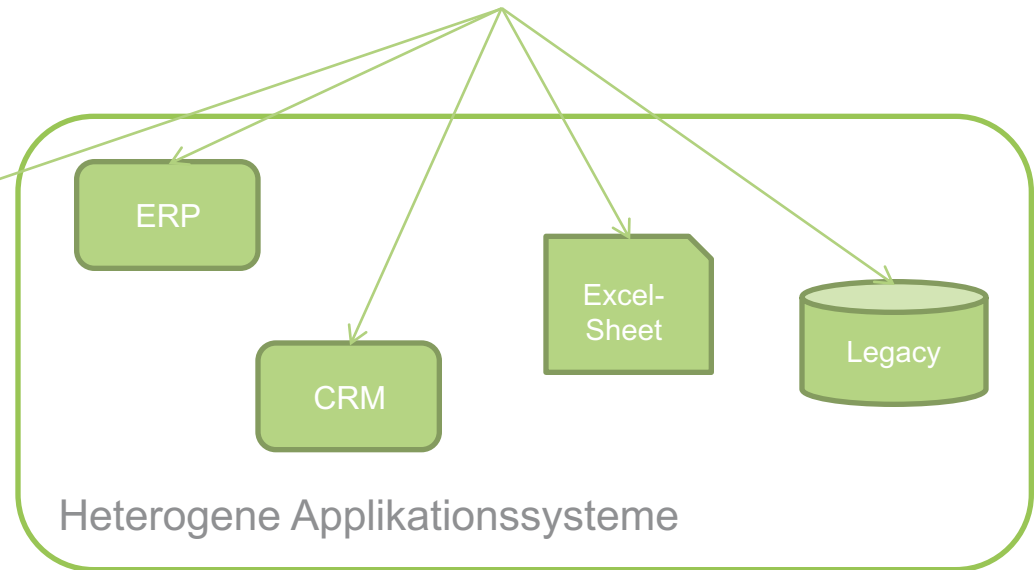 ERP
Excel-
Sheet
Legacy
CRM
Heterogene Applikationssysteme